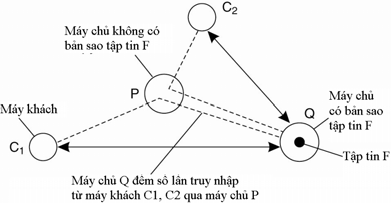 C2
Máy chủ không có
bản sao tập tin F
P
Máy chủ
có bản sao
tập tin F
Máy khách
Q
C1
Tập tin F
Máy chủ Q đếm số lần truy nhập
từ máy khách C1, C2 qua máy chủ P